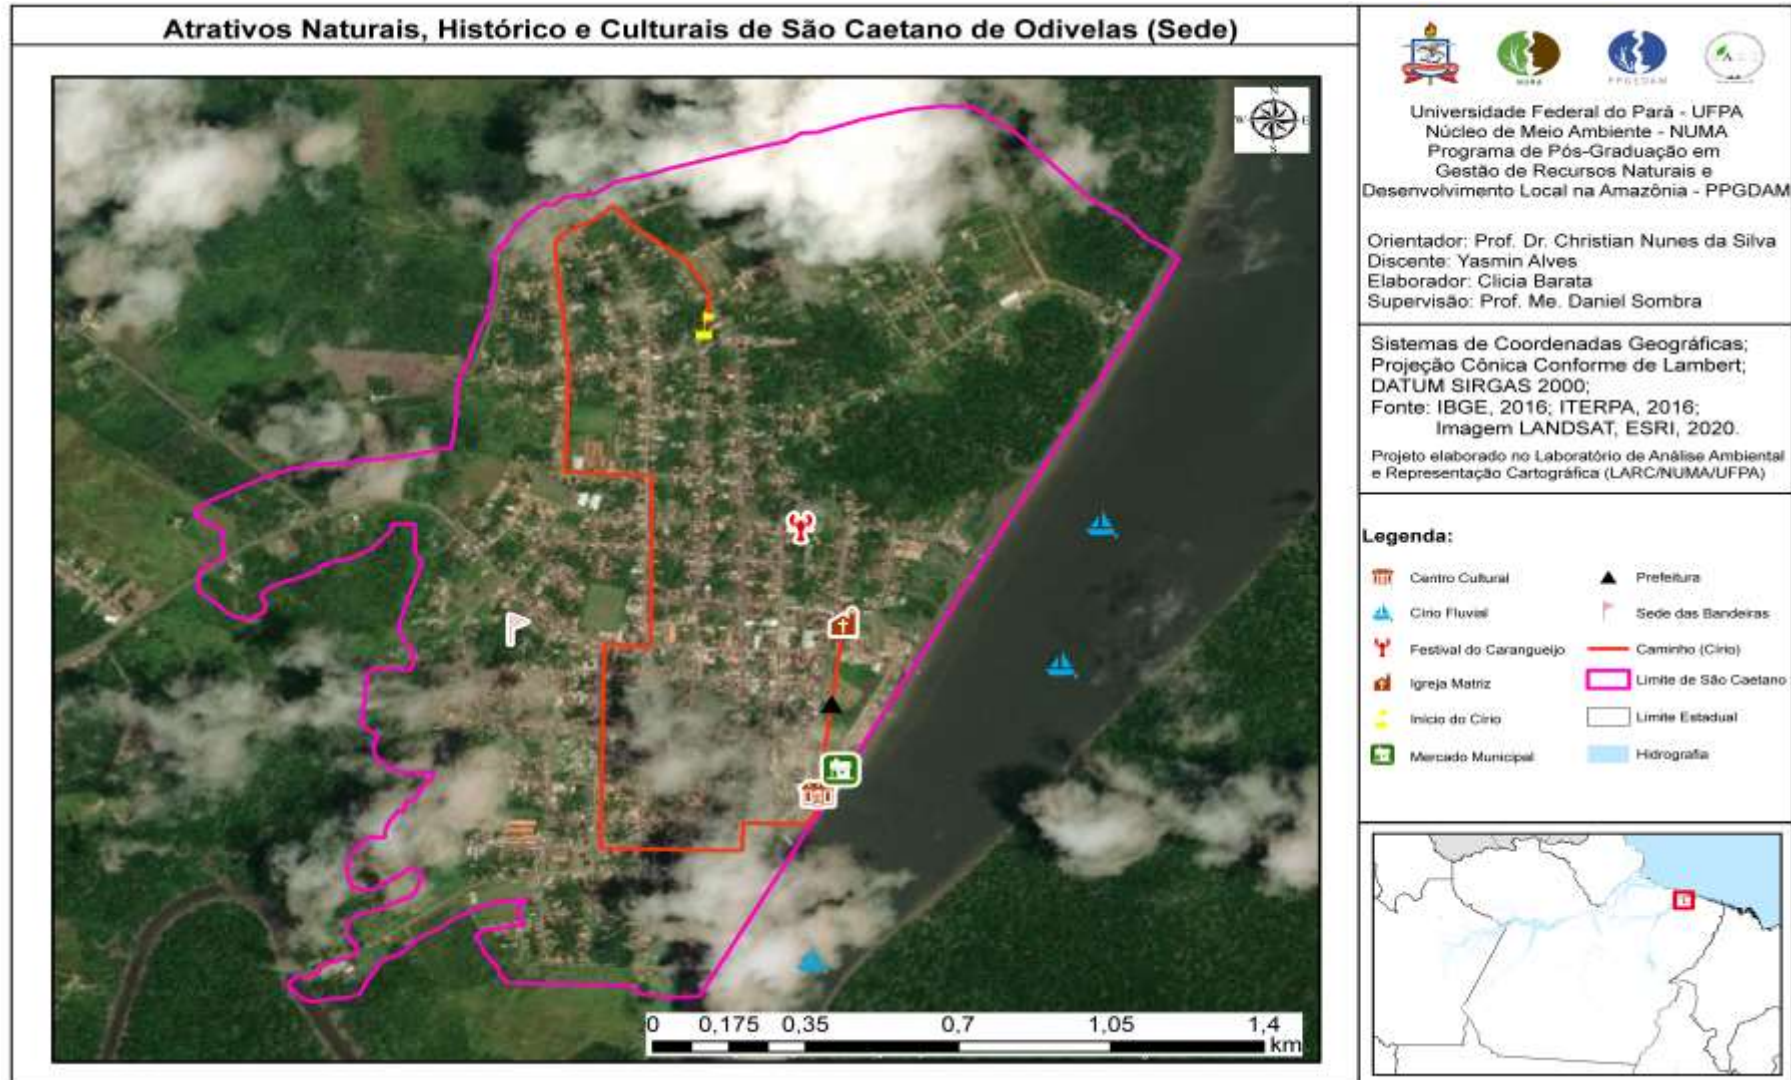 Atrativos Naturais, Histórico e Culturais de São Caetano de Odivelas (Sede)
N
W
E
S
0 0,175 0,35 0,7 1,05 1,4
km
NUMA
PPGEDAM
Universidade Federal do Pará - UFPA
Núcleo de Meio Ambiente - NUMA
Programa de Pós-Graduação em
Gestão de Recursos Naturais e
Desenvolvimento Local na Amazônia - PPGDAM
Orientador: Prof. Dr. Christian Nunes da Silva
Discente: Yasmin Alves
Elaborador: Clicia Barata
Supervisão: Prof. Me. Daniel Sombra
Sistemas de Coordenadas Geográficas;
Projeção Cônica Conforme de Lambert;
DATUM SIRGAS 2000;
Fonte: IBGE, 2016; ITERPA, 2016;
Imagem LANDSAT, ESRI, 2020.
Projeto elaborado no Laboratório de Análise Ambiental
e Representação Cartográfica (LARC/NUMA/UFPA)
Legenda:
Centro Cultural
Círio Fluvial
Festival do Carangueijo
Igreja Matriz
Início do Círio
Mercado Municipal
Prefeitura
Sede das Bandeiras
Caminho (Círio)
Limite de São Caetano
Limite Estadual
Hidrografia